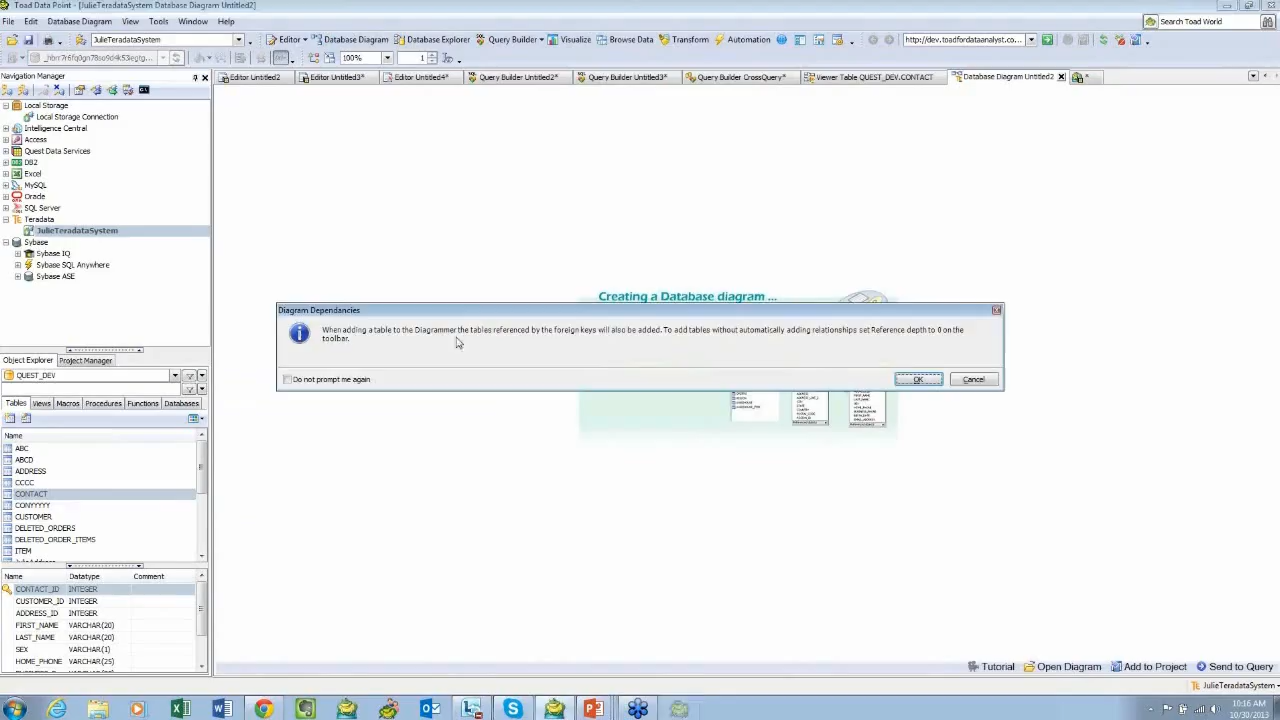 Toad Data Point - [JulieTeradataSystem Database Diagram Untitled2]
File Edit Database Diagram View Tools Window Help
Search Toad World
JulieTeradataSystem
Editor Database Diagram Database Explorer Query Builder Visualize Browse Data Transform Automation
http://dev.toadfordataanalyst.co...
100% 1
Navigation Manager
Editor Untitled2 Editor Untitled3* Editor Untitled4* Query Builder Untitled2* Query Builder Untitled3* Query Builder CrossQuery* Viewer Table QUEST_DEV.CONTACT Database Diagram Untitled2
Local Storage
Local Storage Connection
Intelligence Central
Access
Quest Data Services
DB2
Excel
MySQL
Oracle
SQL Server
Teradata
JulieTeradataSystem
Sybase
Sybase IQ
Sybase SQL Anywhere
Sybase ASE
Creating a Database diagram ...
Diagram Dependancies
When adding a table to the Diagrammer the tables referenced by the foreign keys will also be added. To add tables without automatically adding relationships set Reference depth to 0 on the
toolbar.
Do not prompt me again
OK Cancel
Object Explorer Project Manager
QUEST_DEV
Tables Views Macros Procedures Functions Databases
Name
ABC
ABCD
ADDRESS
CCCC
CONTACT
CONYYYY
CUSTOMER
DELETED_ORDERS
DELETED_ORDER_ITEMS
ITEM
Name Datatype Comment
CONTACT_ID INTEGER
CUSTOMER_ID INTEGER
ADDRESS_ID INTEGER
FIRST_NAME VARCHAR(20)
LAST_NAME VARCHAR(20)
SEX VARCHAR(1)
HOME_PHONE VARCHAR(25)
Tutorial Open Diagram Add to Project Send to Query
JulieTeradataSystem
10:16 AM
10/30/2013